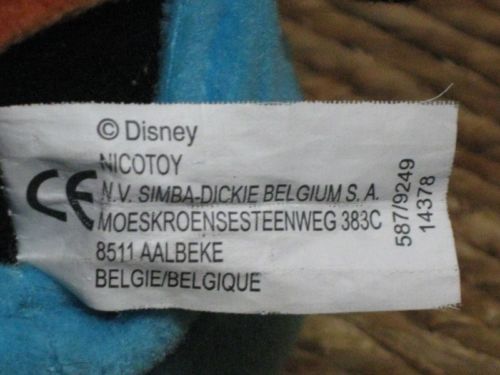 © Disney
NICOTOY
N.V. SIMBA-DICKIE BELGIUM S.A.
MOESKROENSESTEENWEG 383C
8511 AALBEKE
BELGIE/BELGIQUE
CE
587/9249
14378